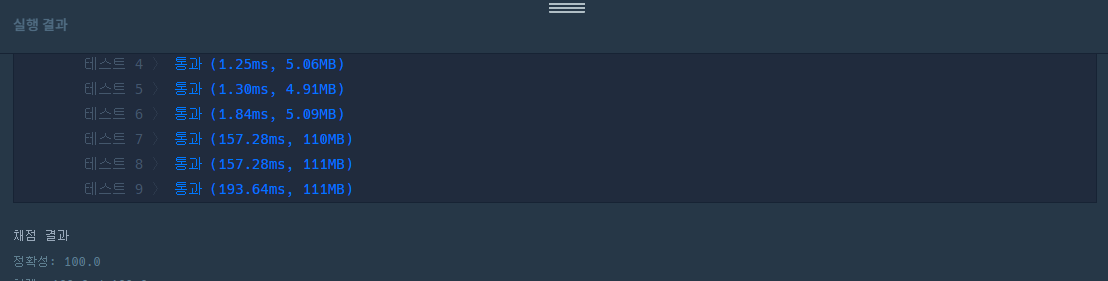 실행 결과
테스트 4 〉 통과 (1.25ms, 5.06MB)
테스트 5 〉 통과 (1.30ms, 4.91MB)
테스트 6 〉 통과 (1.84ms, 5.09MB)
테스트 7 〉 통과 (157.28ms, 110MB)
테스트 8 〉 통과 (157.28ms, 111MB)
테스트 9 〉 통과 (193.64ms, 111MB)
채점 결과
정확성: 100.0